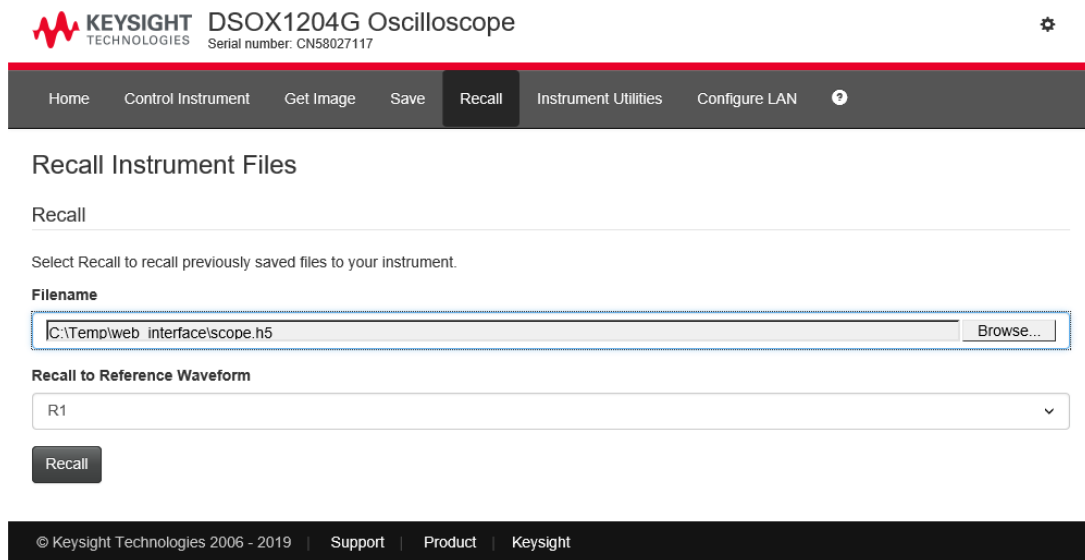 KEYSIGHT
TECHNOLOGIES
DSOX1204G Oscilloscope
Serial number: CN58027117
Home Control Instrument Get Image Save Recall Instrument Utilities Configure LAN ?
Recall Instrument Files
Recall
Select Recall to recall previously saved files to your instrument.
Filename
C:\Temp\web_interface\scope.h5 Browse...
Recall to Reference Waveform
R1
Recall
© Keysight Technologies 2006 - 2019 | Support | Product | Keysight